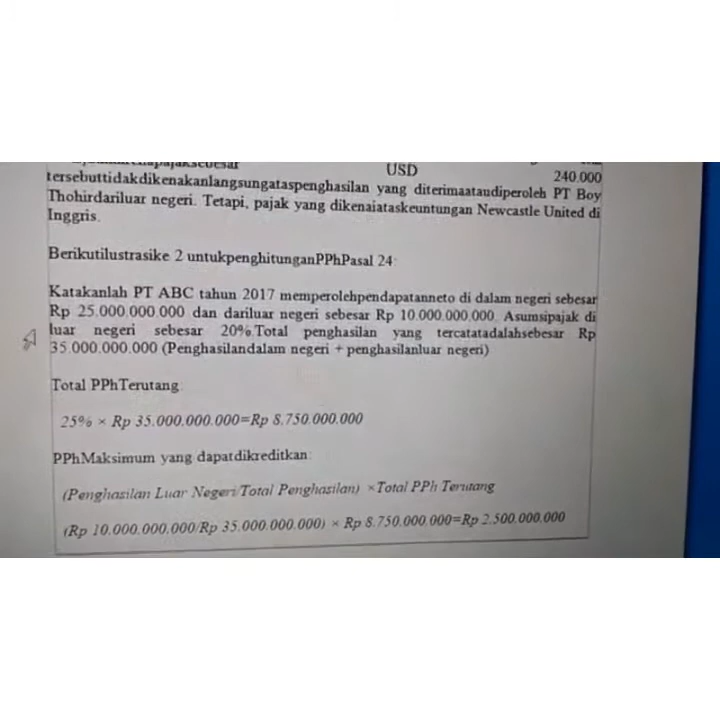 USD 240.000
tersebuttidakdikenakanlangsungataspenghasilan yang diterimaataudiperoleh PT Boy
Thohirdariluar negeri. Tetapi, pajak yang dikenaiataskeuntungan Newcastle United di
Inggris.
Berikutilustrasike 2 untukpenghitunganPPhPasal 24:
Katakanlah PT ABC tahun 2017 memperolehpendapatanneto di dalam negeri sebesar
Rp 25.000.000.000 dan dariluar negeri sebesar Rp 10.000.000.000. Asumsipajak di
luar negeri sebesar 20%.Total penghasilan yang tercatatadalahsebesar Rp
35.000.000.000 (Penghasilandalam negeri + penghasilanluar negeri)
Total PPhTerutang
25% × Rp 35.000.000.000=Rp 8.750.000.000
PPhMaksimum yang dapatdikreditkan:
(Penghasilan Luar Negeri/Total Penghasilan) ×Total PPh Terutang
(Rp 10.000.000.000/Rp 35.000.000.000) × Rp 8.750.000.000=Rp 2.500.000.000